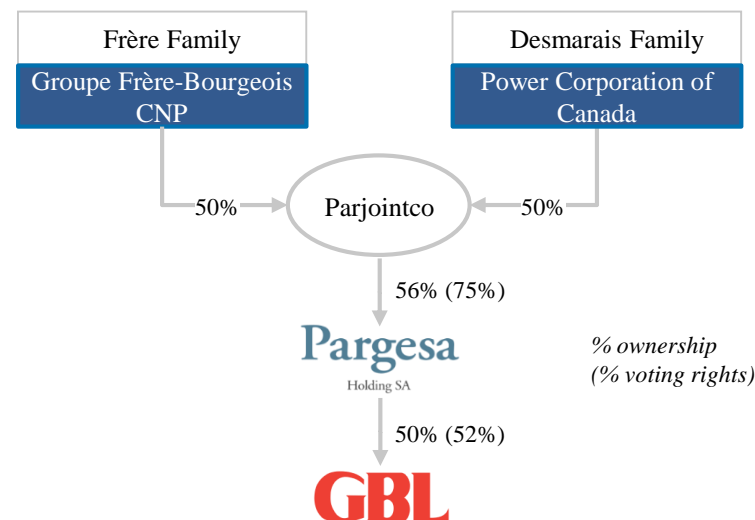 Frère Family
Desmarais Family
Groupe Frère-Bourgeois
CNP
Power Corporation of
Canada
50%
Parjointco
50%
56% (75%)
Pargesa
Holding SA
% ownership
(% voting rights)
50% (52%)
GBL